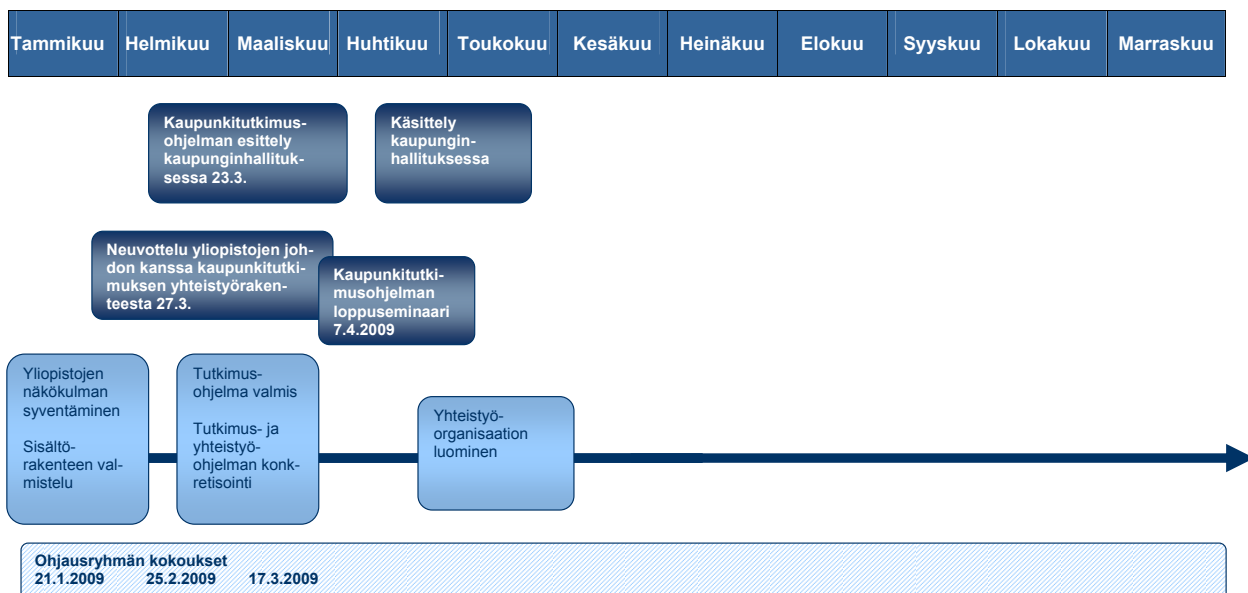 Tammikuu Helmikuu Maaliskuu Huhtikuu Toukokuu Kesäkuu Heinäkuu Elokuu Syyskuu Lokakuu Marraskuu
Kaupunkitutkimus-
ohjelman esittely
kaupunginhallituk-
sessa 23.3.
Käsittely
kaupungin-
hallituksessa
Neuvottelu yliopistojen joh-
don kanssa kaupunkitutki-
muksen yhteistyöraken-
teesta 27.3.
Kaupunkitutki-
musohjelman
loppuseminaari
7.4.2009
Yliopistojen
näkökulman
syventäminen
Sisältö-
rakenteen val-
mistelu
Tutkimus-
ohjelma valmis
Tutkimus- ja
yhteistyö-
ohjelman konk-
retisointi
Yhteistyö-
organisaation
luominen
Ohjausryhmän kokoukset
21.1.2009 25.2.2009 17.3.2009